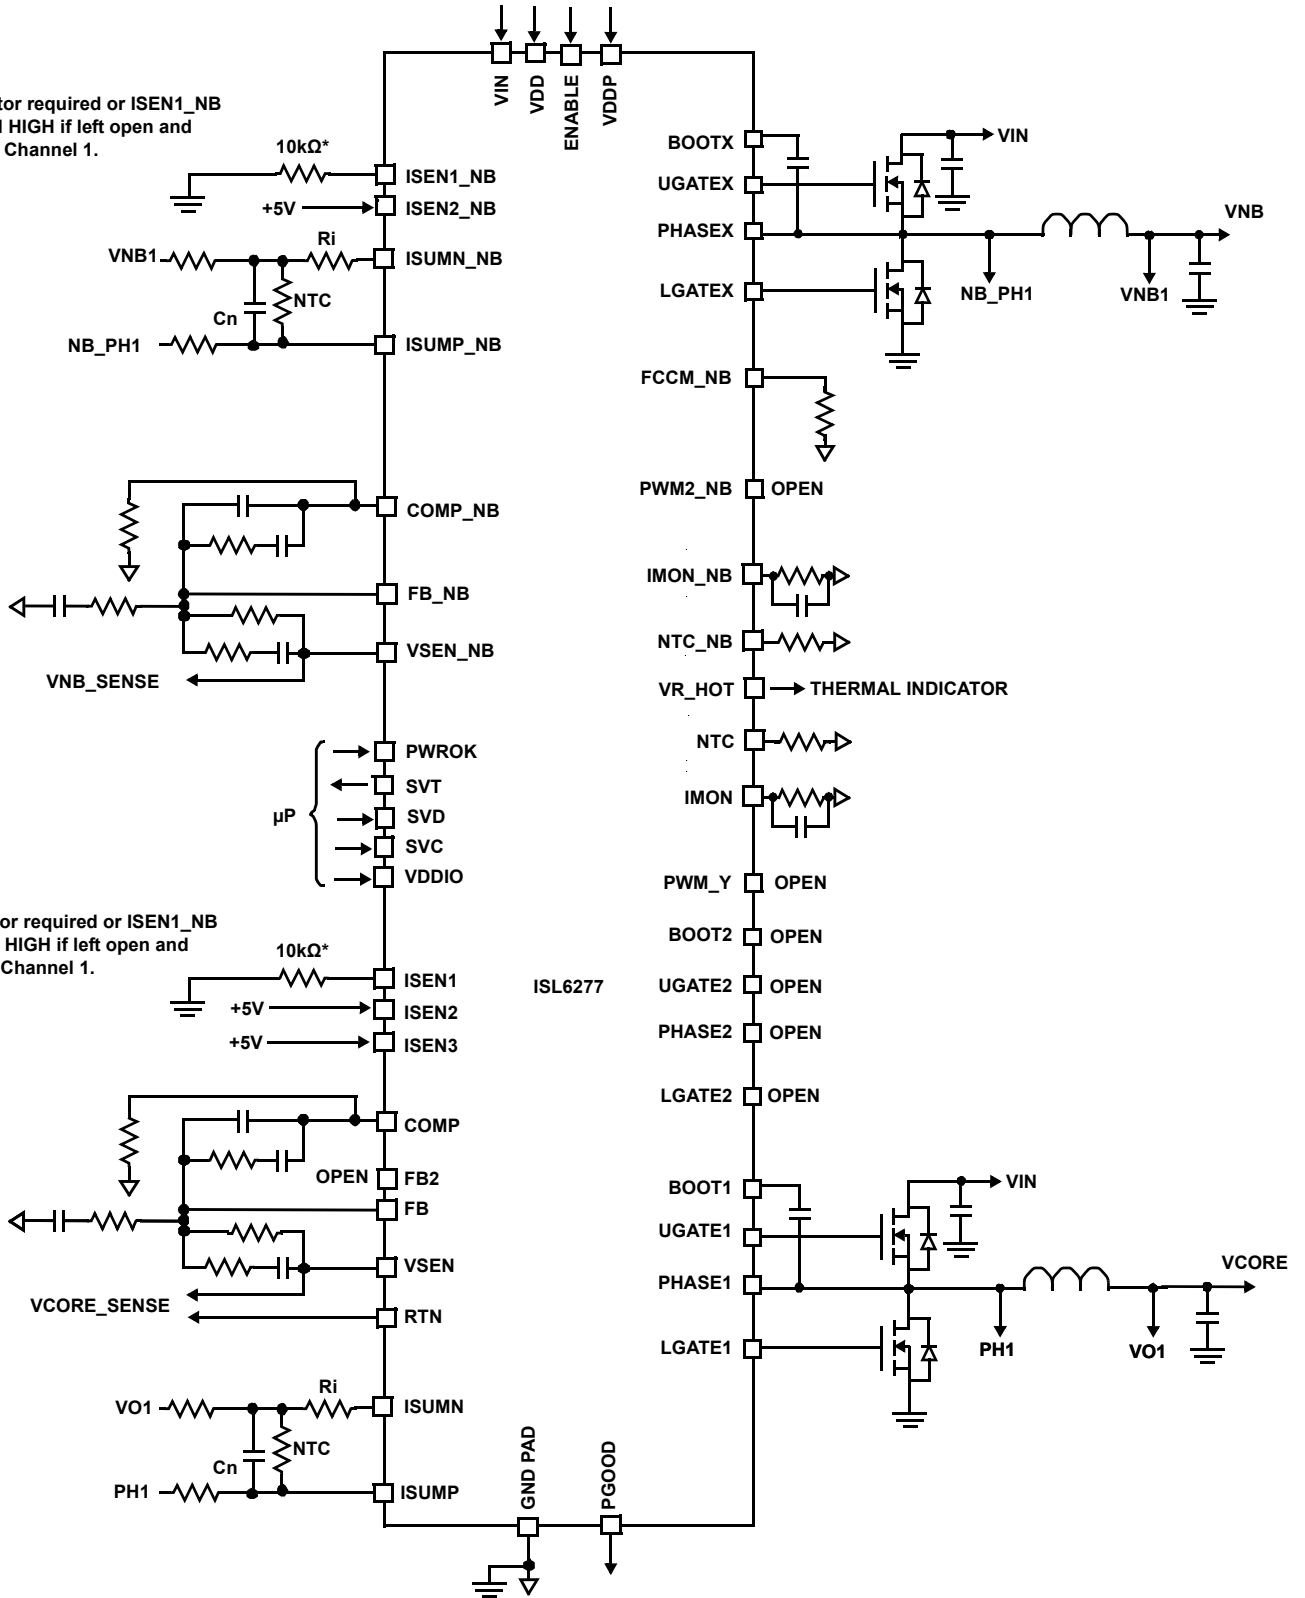 VIN
VDD
ENABLE
VDDP
required or ISEN1_NB
HIGH if left open and
Channel 1.
10kΩ*
ISEN1_NB
+5V
ISEN2_NB
VNB1
Ri
ISUMN_NB
NTC
Cn
NB_PH1
ISUMP_NB
BOOTX
VIN
UGATEX
PHASEX
VNB
LGATEX
NB_PH1
VNB1
FCCM_NB
COMP_NB
PWM2_NB
OPEN
IMON_NB
FB_NB
NTC_NB
VSEN_NB
VNB_SENSE
VR_HOT
THERMAL INDICATOR
NTC
IMON
µP
PWROK
SVT
SVD
SVC
VDDIO
PWM_Y OPEN
BOOT2 OPEN
required or ISEN1_NB
HIGH if left open and
Channel 1.
10kΩ*
ISEN1
+5V
ISEN2
+5V
ISEN3
ISL6277
UGATE2 OPEN
PHASE2 OPEN
LGATE2 OPEN
COMP
OPEN
FB2
FB
VSEN
VCORE_SENSE
RTN
BOOT1
VIN
UGATE1
PHASE1
VCORE
LGATE1
PH1
VO1
VO1
Ri
ISUMN
NTC
Cn
PH1
ISUMP
GND PAD
PGOOD